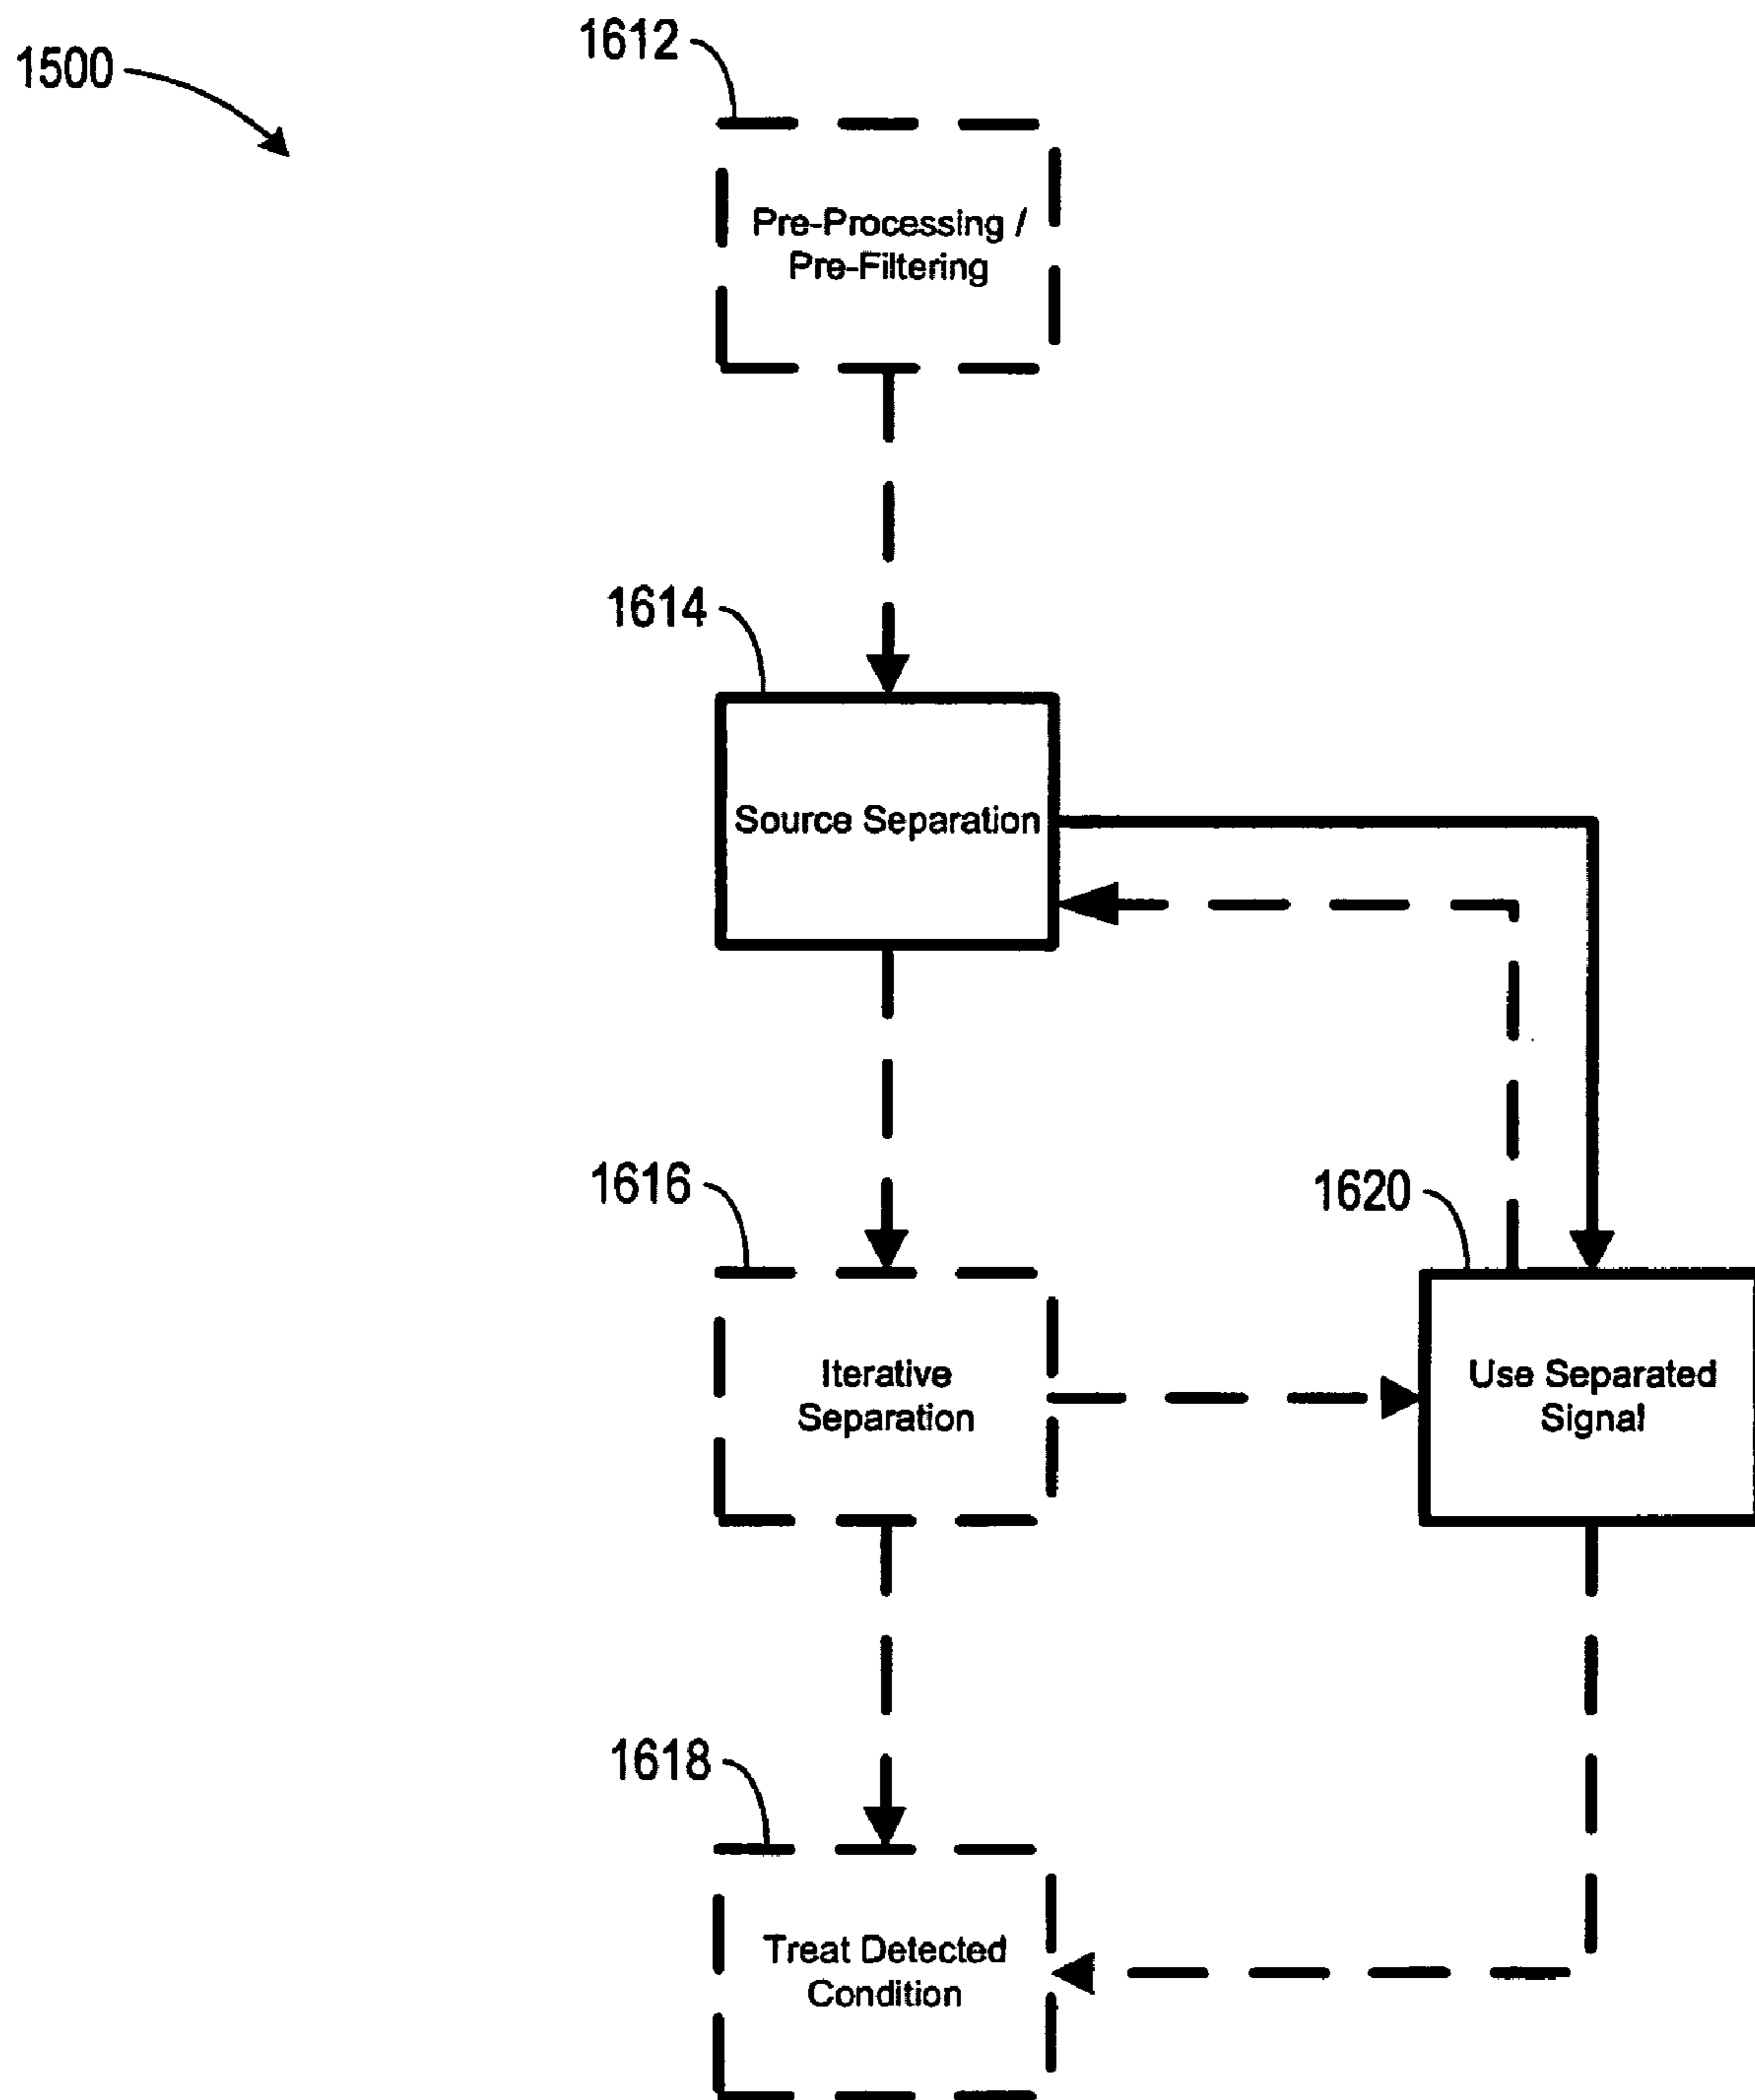 1500
1612
Pre-Processing /
Pre-Filtering
1614
Source Separation
1616
Iterative
Separation
1620
Use Separated
Signal
1618
Treat Detected
Condition